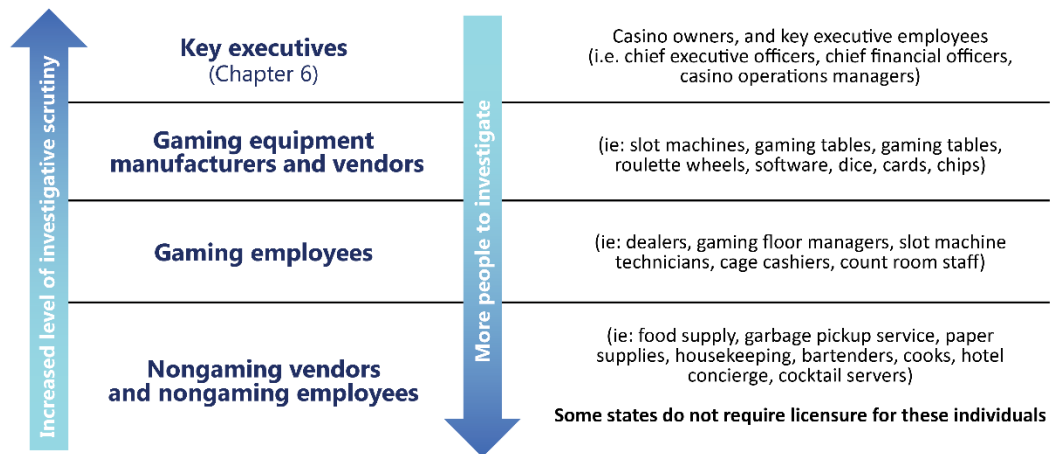 Increased level of investigative scrutiny
Key executives
(Chapter 6)
More people to investigate
Casino owners, and key executive employees
(i.e. chief executive officers, chief financial officers,
casino operations managers)
Gaming equipment
manufacturers and vendors
(ie: slot machines, gaming tables, gaming tables,
roulette wheels, software, dice, cards, chips)
Gaming employees
(ie: dealers, gaming floor managers, slot machine
technicians, cage cashiers, count room staff)
Nongaming vendors
and nongaming employees
(ie: food supply, garbage pickup service, paper
supplies, housekeeping, bartenders, cooks, hotel
concierge, cocktail servers)
Some states do not require licensure for these individuals